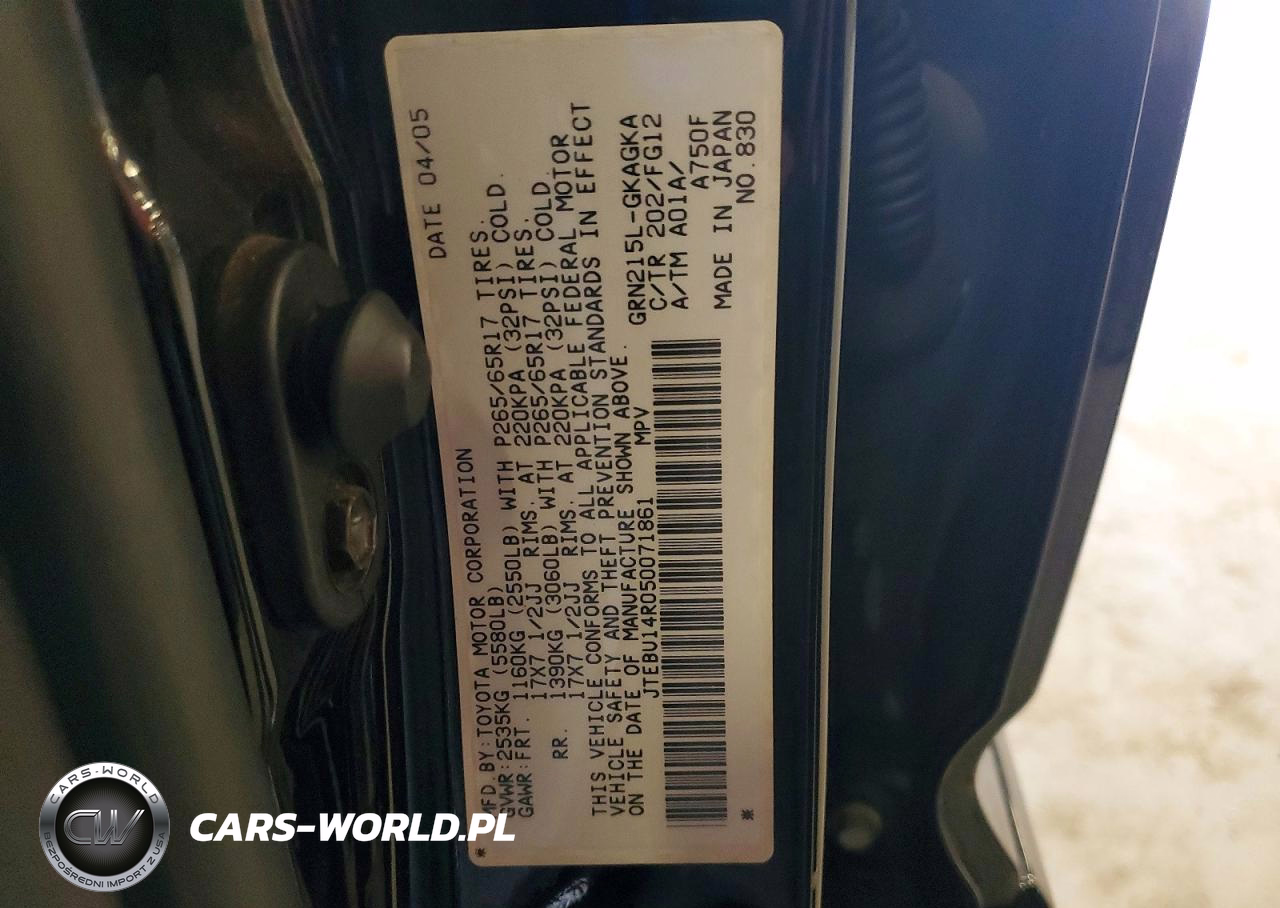 DATE 04/05
MFD.BY:TOYOTA MOTOR CORPORATION
GVWR:2535KG (5580LB)
GAWR:FRT. 1160KG (2550LB) WITH P265/65R17 TIRES.
17X7 1/2JJ RIMS. AT 220KPA (32PSI) COLD.
RR. 1390KG (3060LB) WITH P265/65R17 TIRES.
17X7 1/2JJ RIMS. AT 220KPA (32PSI) COLD.
THIS VEHICLE CONFORMS TO ALL APPLICABLE FEDERAL MOTOR
VEHICLE SAFETY AND THEFT PREVENTION STANDARDS IN EFFECT
ON THE DATE OF MANUFACTURE SHOWN ABOVE.
JTEBU14R050071861 MPV
GRN215L-GKAGKA
C/TR 202/FG12
A/TM A01A/ A750F
MADE IN JAPAN
NO.830
CARS-WORLD
CW
BEZPOŚREDNI IMPORT Z USA
CARS-WORLD.PL